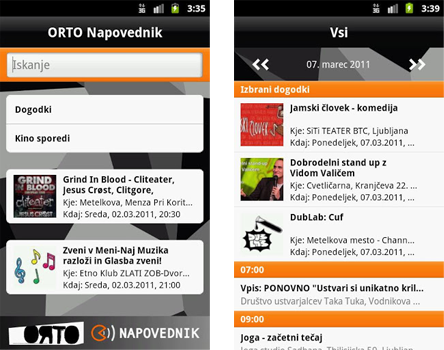 3G 3:35
ORTO Napovednik
Iskanje
Dogodki
Kino sporedi
GRIND
IN BLOOD
cliteater
Grind In Blood - Cliteater,
Jesus Crøst, Clitgore,
Kje: Metelkova, Menza Pri Korit...
Kdaj: Sreda, 02.03.2011, 20:30
Zveni v Meni-Naj Muzika
razloži in Glasba zveni!
Kje: Etno Klub ZLATI ZOB-Dvor...
Kdaj: Sreda, 02.03.2011, 21:00
ORTO NAPOVEDNIK
3G 3:39
Vsi
07. marec 2011
Izbrani dogodki
Jamski človek - komedija
Kje: SiTi TEATER BTC, Ljubljana
Kdaj: Ponedeljek, 07.03.2011, ...
Dobrodelni stand up z
Vidom Valičem
Kje: Cvetličarna, Kranjčeva 22. ...
Kdaj: Ponedeljek, 07.03.2011, ...
DubLab: Cuf
Kje: Metelkova mesto - Chann...
Kdaj: Ponedeljek, 07.03.2011, ...
07:00
Vpis: PONOVNO "Ustvari si unikatno kril...
Društvo ustvarjalcev Taka Tuka, Vodnikova ...
09:00
Joga - začetni tečaj